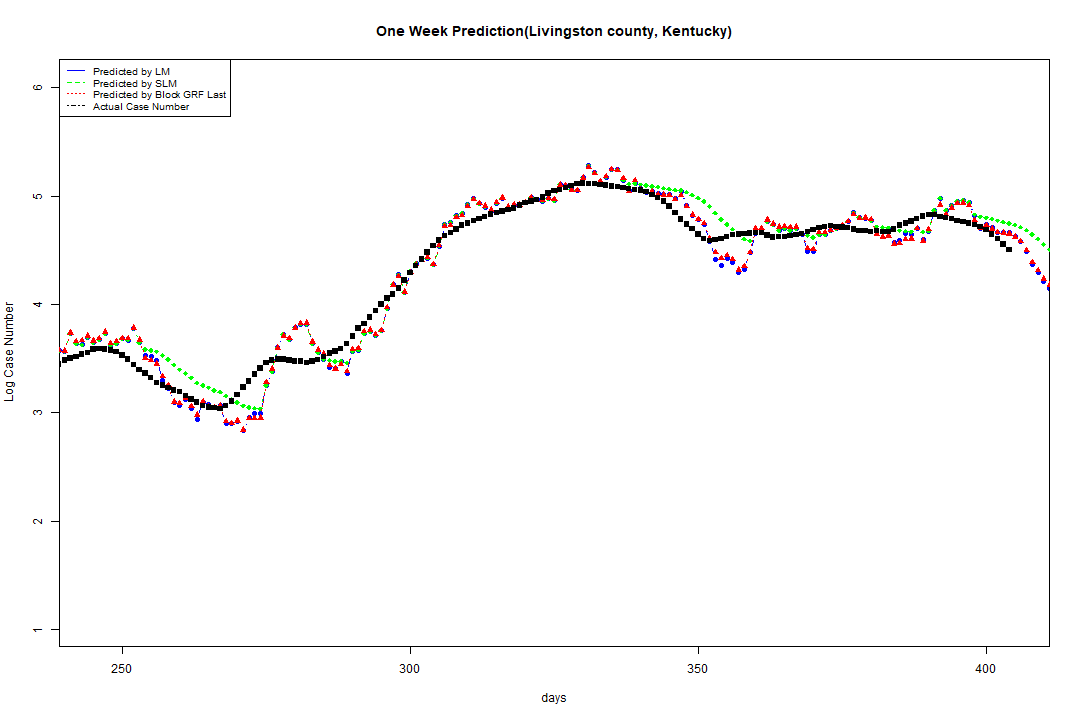 One Week Prediction(Livingston county, Kentucky)
Predicted by LM
Predicted by SLM
Predicted by Block GRF Last
Actual Case Number
6
5
4
3
2
1
Log Case Number
250 300 350 400
days